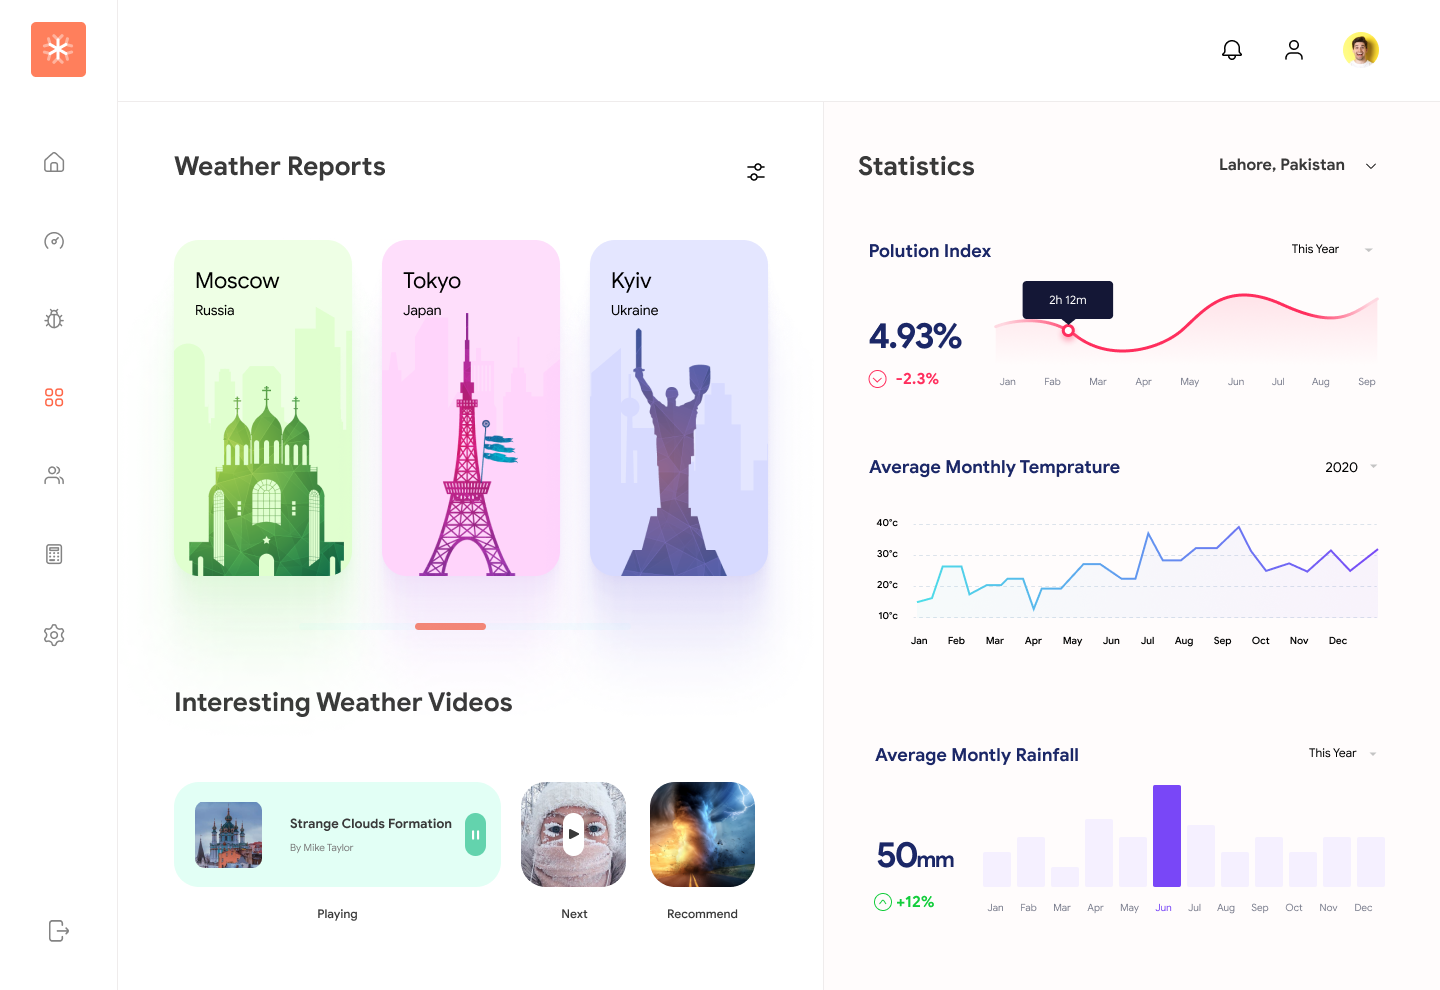 Weather Reports
Moscow
Russia
Tokyo
Japan
Kyiv
Ukraine
Interesting Weather Videos
Strange Clouds Formation
By Mike Taylor
Playing
Next
Recommend
Statistics
Lahore, Pakistan
Polution Index
This Year
2h 12m
4.93%
-2.3%
Jan Fab Mar Apr May Jun Jul Aug Sep
Average Monthly Temprature
2020
40°c
30°c
20°c
10°c
Jan Feb Mar Apr May Jun Jul Aug Sep Oct Nov Dec
Average Montly Rainfall
This Year
50mm
+12%
Jan Fab Mar Apr May Jun Jul Aug Sep Oct Nov Dec